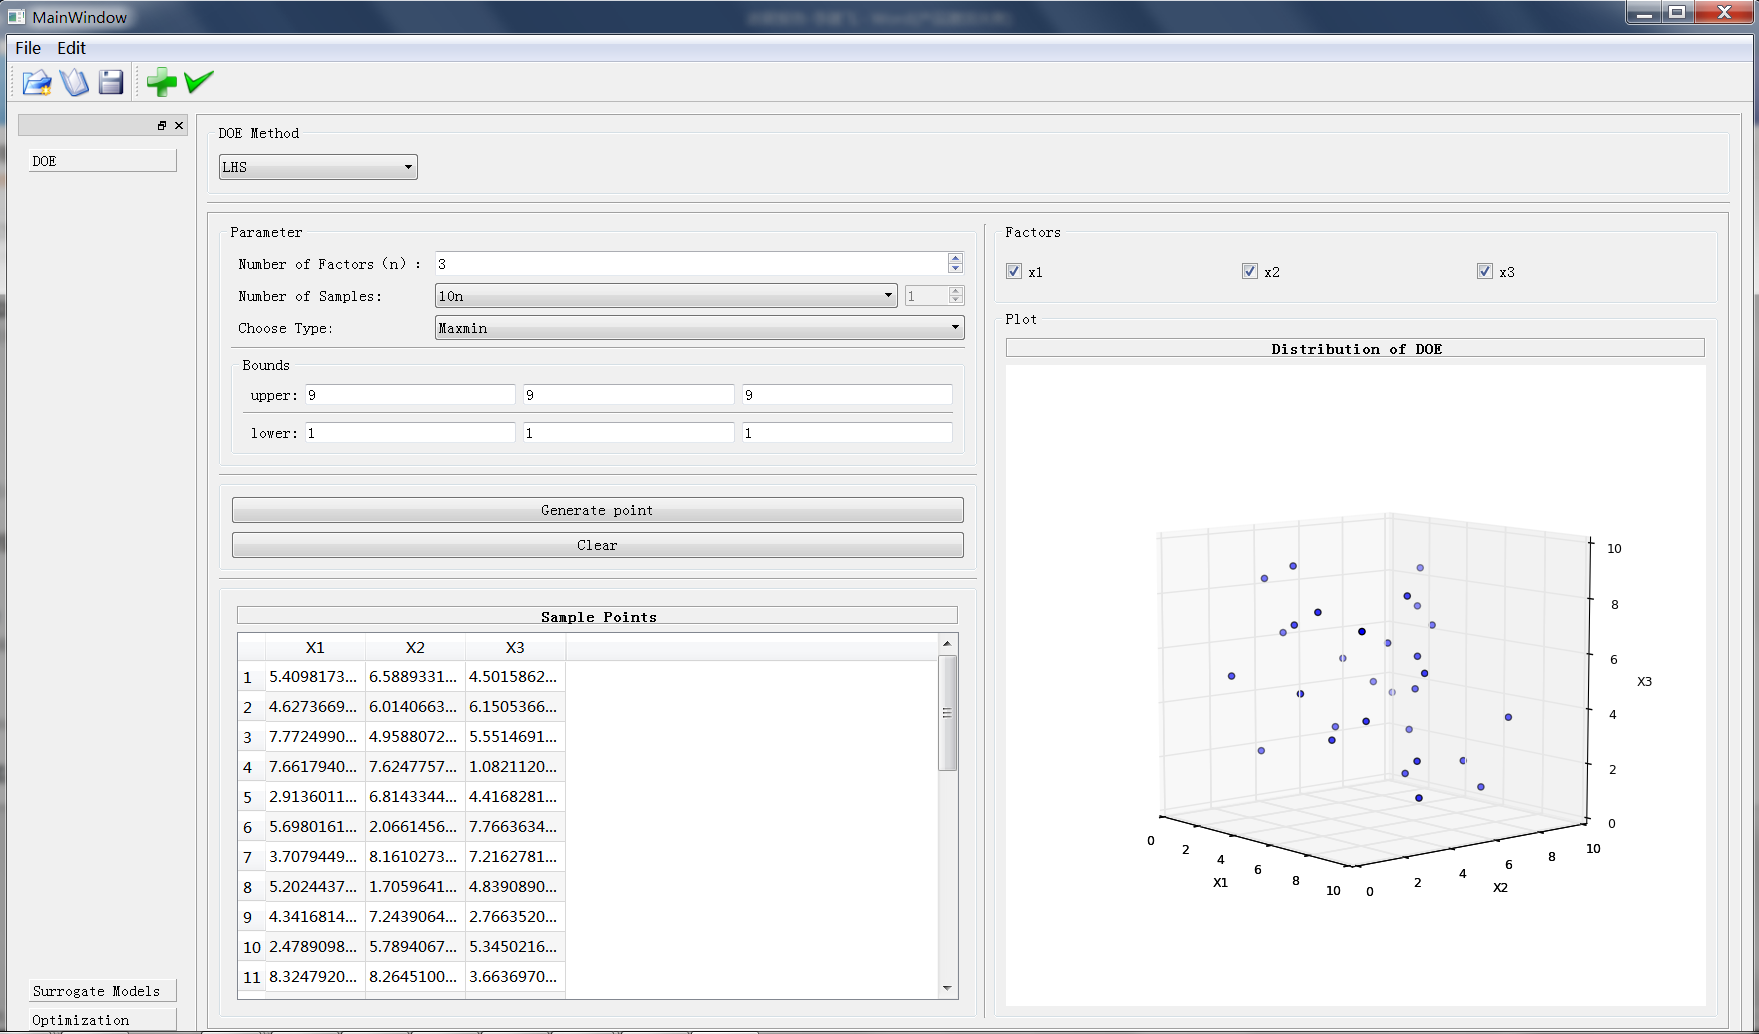 MainWindow
File Edit
DOE
DOE Method
LHS
Parameter
Number of Factors（n）: 3
Number of Samples: 10n 1
Choose Type: Maxmin
Bounds
upper: 9 9 9
lower: 1 1 1
Generate point
Clear
Sample Points
X1 X2 X3
1 5.4098173... 6.5889331... 4.5015862...
2 4.6273669... 6.0140663... 6.1505366...
3 7.7724990... 4.9588072... 5.5514691...
4 7.6617940... 7.6247757... 1.0821120...
5 2.9136011... 6.8143344... 4.4168281...
6 5.6980161... 2.0661456... 7.7663634...
7 3.7079449... 8.1610273... 7.2162781...
8 5.2024437... 1.7059641... 4.8390890...
9 4.3416814... 7.2439064... 2.7663520...
10 2.4789098... 5.7894067... 5.3450216...
11 8.3247920... 8.2645100... 3.6636970...
Factors
x1 x2 x3
Plot
Distribution of DOE
10
8
6
X3
4
2
0
0 2 4 6 8 10
X1
0 2 4 6 8 10
X2
Surrogate Models
Optimization